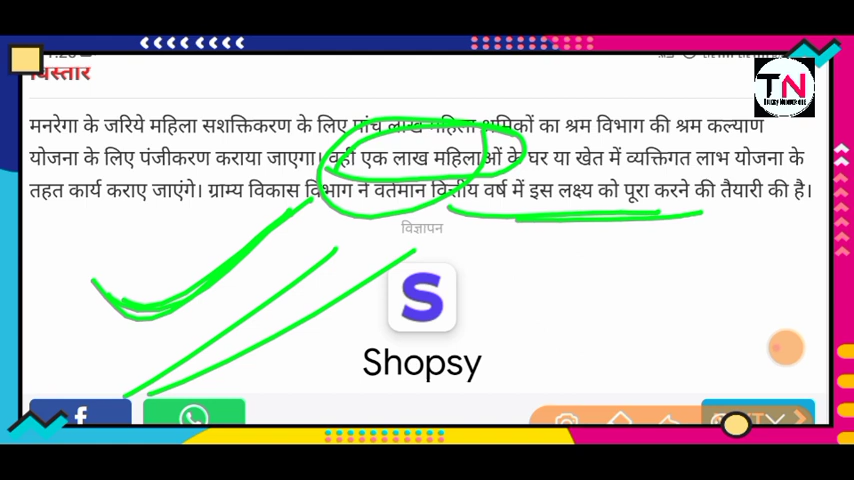 विस्तार
मनरेगा के जरिये महिला सशक्तिकरण के लिए पांच लाख महिला श्रमिकों का श्रम विभाग की श्रम कल्याण
योजना के लिए पंजीकरण कराया जाएगा। वहीं एक लाख महिलाओं के घर या खेत में व्यक्तिगत लाभ योजना के
तहत कार्य कराए जाएंगे। ग्राम्य विकास विभाग ने वर्तमान वित्तीय वर्ष में इस लक्ष्य को पूरा करने की तैयारी की है।
विज्ञापन
S
Shopsy
f
TN